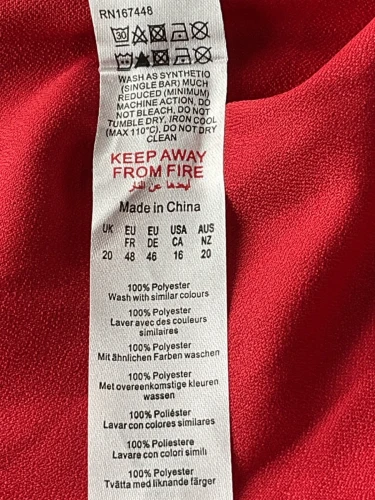 RN167448
30
WASH AS SYNTHETIC
(SINGLE BAR) MUCH
REDUCED (MINIMUM)
MACHINE ACTION, DO
NOT BLEACH, DO NOT
TUMBLE DRY, IRON COOL
(MAX 110°C), DO NOT DRY
CLEAN
KEEP AWAY
FROM FIRE
ليبعدها عن النار
Made in China
UK EU EU USA AUS
FR DE CA NZ
20 48 46 16 20
100% Polyester
Wash with similar colours
100% Polyester
Laver avec des couleurs
similaires
100% Polyester
Mit ähnlichen Farben waschen
100% Polyester
Met overeenkomstige kleuren
wassen
100% Poliéster
Lavar con colores similares
100% Poliestere
Lavare con colori simili
100% Polyester
Tvätta med liknande färger